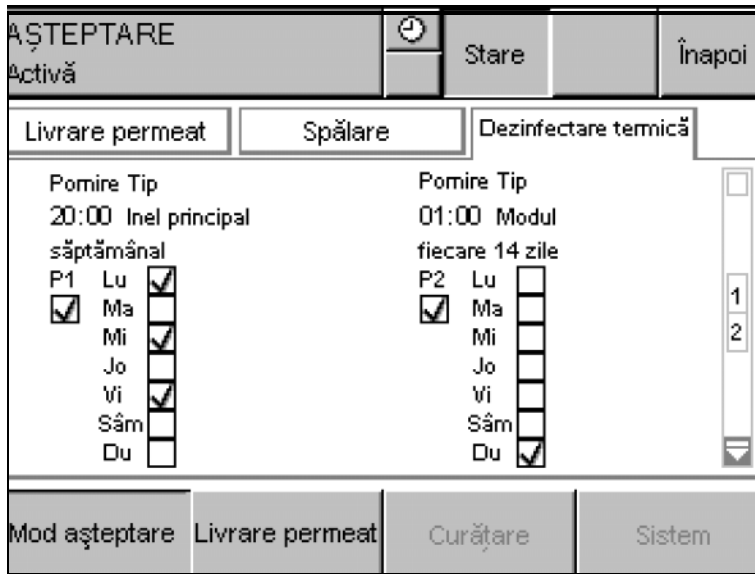 AȘTEPTARE
Activă
Stare
Înapoi
Livrare permeat
Spălare
Dezinfectare termică
Pornire Tip
20:00 Inel principal
săptămânal
P1 Lu
Ma
Mi
Jo
Vi
Sâm
Du
Pornire Tip
01:00 Modul
fiecare 14 zile
P2 Lu
Ma
Mi
Jo
Vi
Sâm
Du
1
2
Mod așteptare
Livrare permeat
Curățare
Sistem